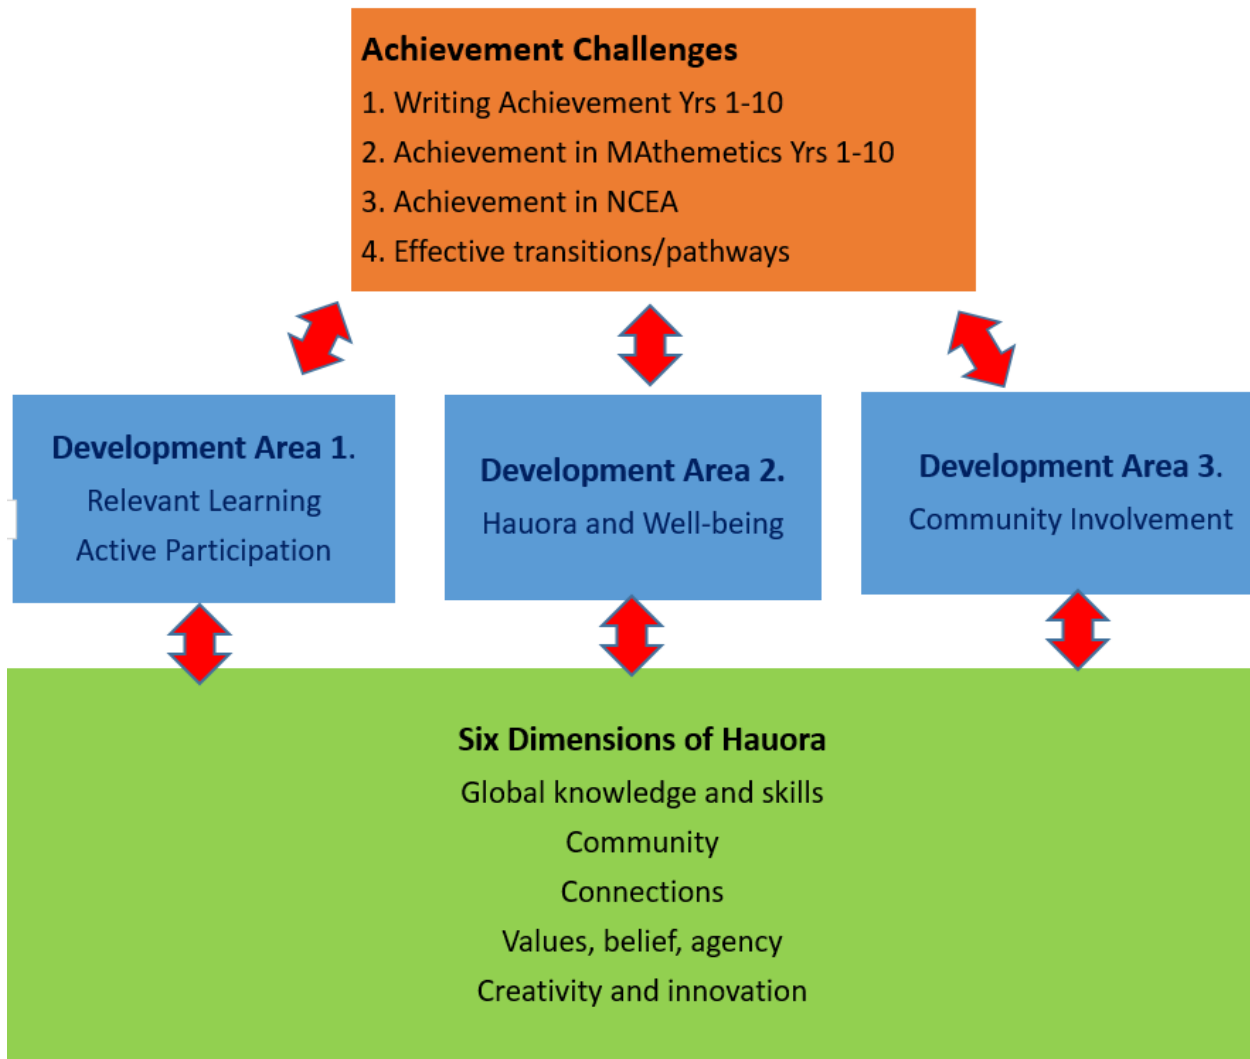 Achievement Challenges
1. Writing Achievement Yrs 1-10
2. Achievement in MAthemetics Yrs 1-10
3. Achievement in NCEA
4. Effective transitions/pathways
Development Area 1.
Relevant Learning
Active Participation
Development Area 2.
Hauora and Well-being
Development Area 3.
Community Involvement
Six Dimensions of Hauora
Global knowledge and skills
Community
Connections
Values, belief, agency
Creativity and innovation